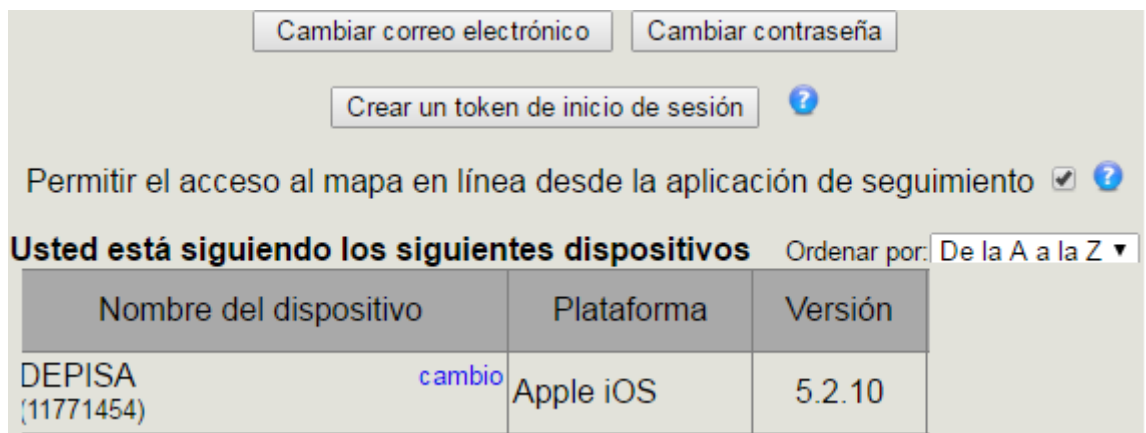 Cambiar correo electrónico Cambiar contraseña
Crear un token de inicio de sesión ?
Permitir el acceso al mapa en línea desde la aplicación de seguimiento ?
Usted está siguiendo los siguientes dispositivos Ordenar por: De la A a la Z
Nombre del dispositivo Plataforma Versión
DEPISA cambio Apple iOS 5.2.10
(11771454)